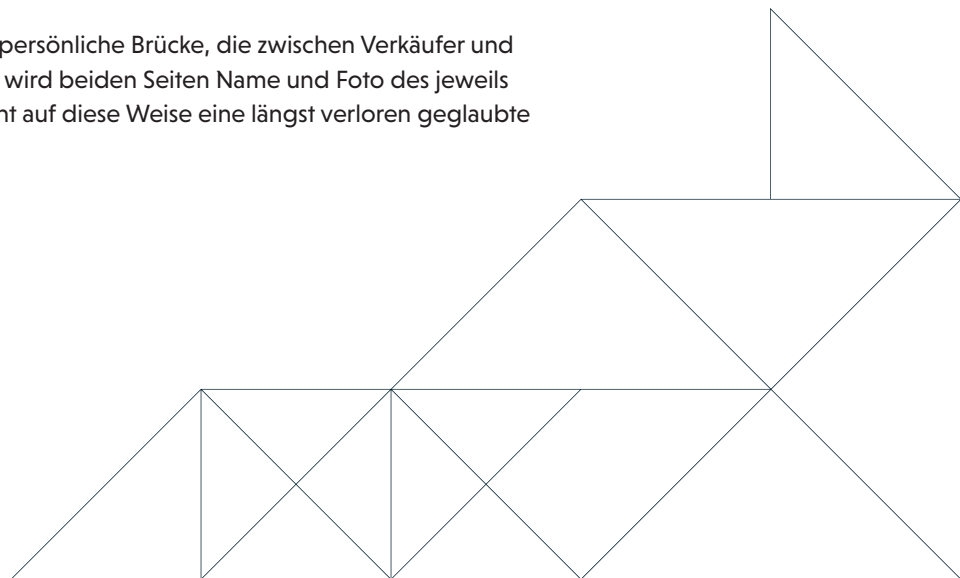 persönliche Brücke, die zwischen Verkäufer und
wird beiden Seiten Name und Foto des jeweils
auf diese Weise eine längst verloren geglaubte